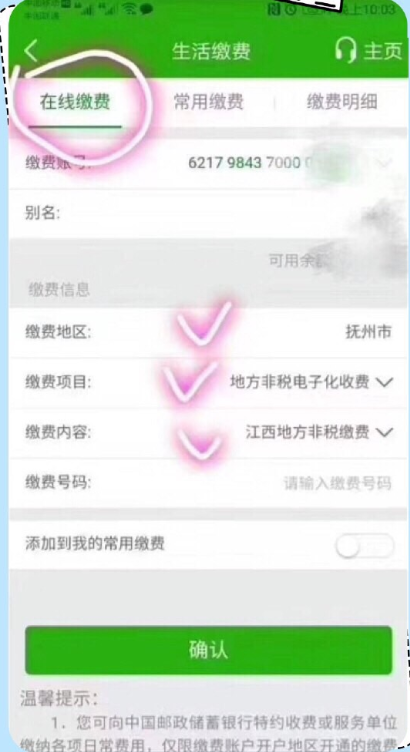 晚上10:03
生活缴费
主页
在线缴费 常用缴费 缴费明细
缴费账号: 6217 9843 7000
别名:
可用余额
缴费信息
缴费地区: 抚州市
缴费项目: 地方非税电子化收费
缴费内容: 江西地方非税缴费
缴费号码: 请输入缴费号码
添加到我的常用缴费
确认
温馨提示:
1、您可向中国邮政储蓄银行特约收费或服务单位
缴纳各项日常费用，仅限缴费账户开户地区开通的缴费